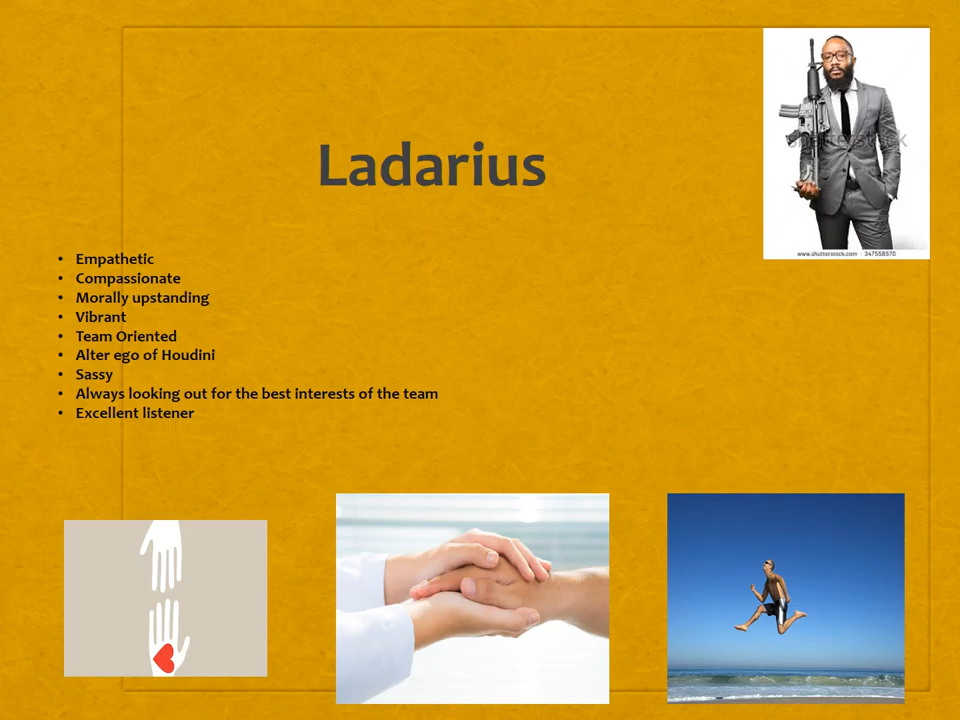 Ladarius
shutterstock
www.shutterstock.com · 347558570
• Empathetic
• Compassionate
• Morally upstanding
• Vibrant
• Team Oriented
• Alter ego of Houdini
• Sassy
• Always looking out for the best interests of the team
• Excellent listener